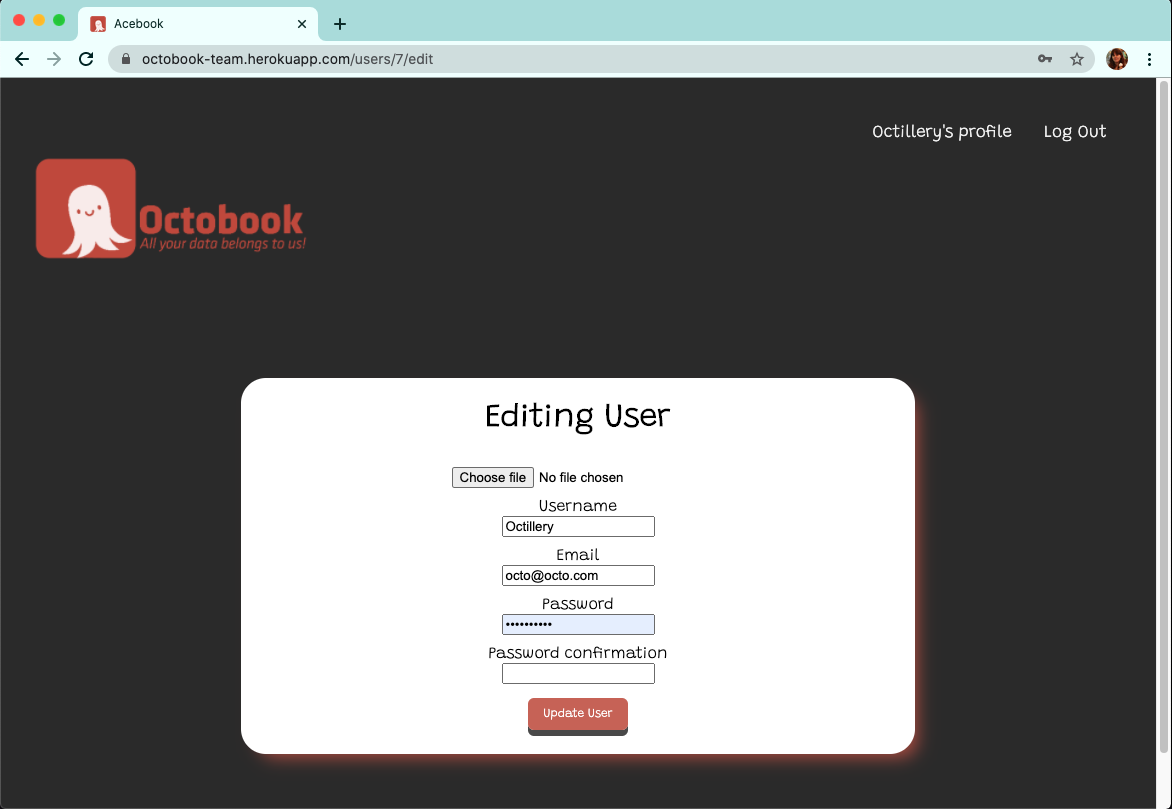 Acebook
octobook-team.herokuapp.com/users/7/edit
Octillery's profile Log Out
Octobook
All your data belongs to us!
Editing User
Choose file No file chosen
Username
Octillery
Email
octo@octo.com
Password
••••••••••
Password confirmation
Update User